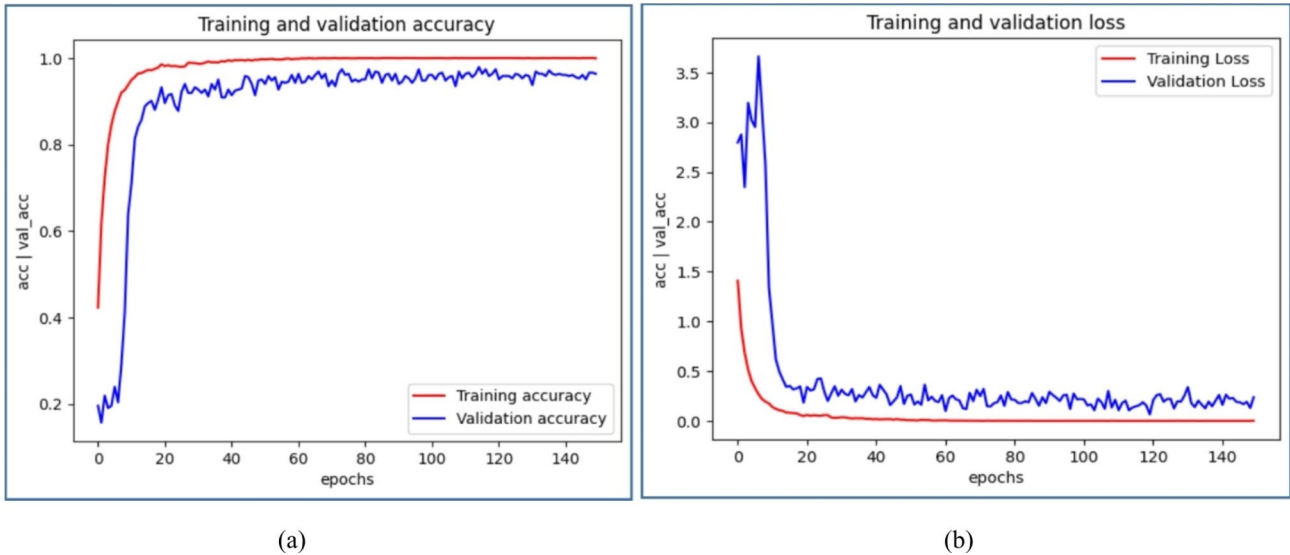 Training and validation accuracy
acc | val_acc
1.0
0.8
0.6
0.4
0.2
0 20 40 60 80 100 120 140
epochs
Training accuracy
Validation accuracy
(a)
Training and validation loss
acc | val_acc
3.5
3.0
2.5
2.0
1.5
1.0
0.5
0.0
0 20 40 60 80 100 120 140
epochs
Training Loss
Validation Loss
(b)